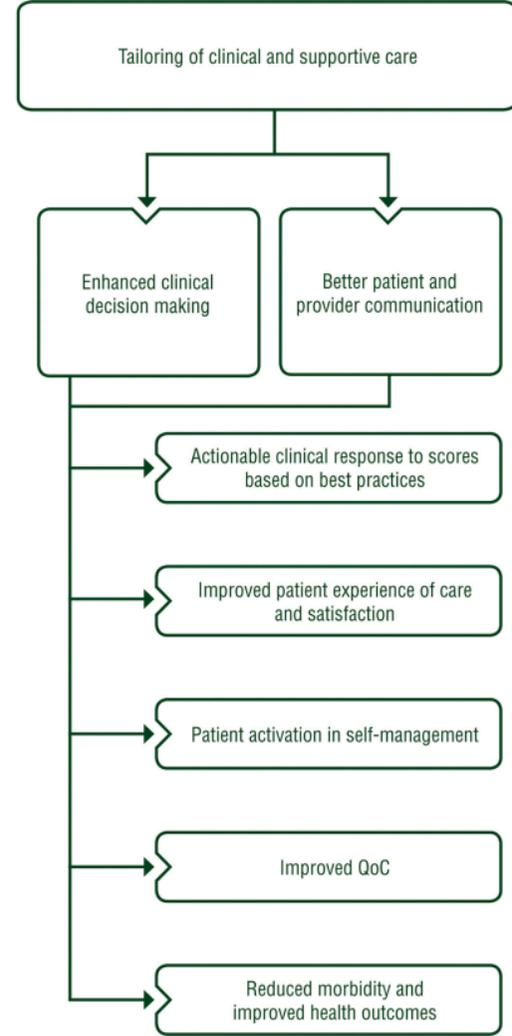 Tailoring of clinical and supportive care
Enhanced clinical
decision making
Better patient and
provider communication
Actionable clinical response to scores
based on best practices
Improved patient experience of care
and satisfaction
Patient activation in self-management
Improved QoC
Reduced morbidity and
improved health outcomes